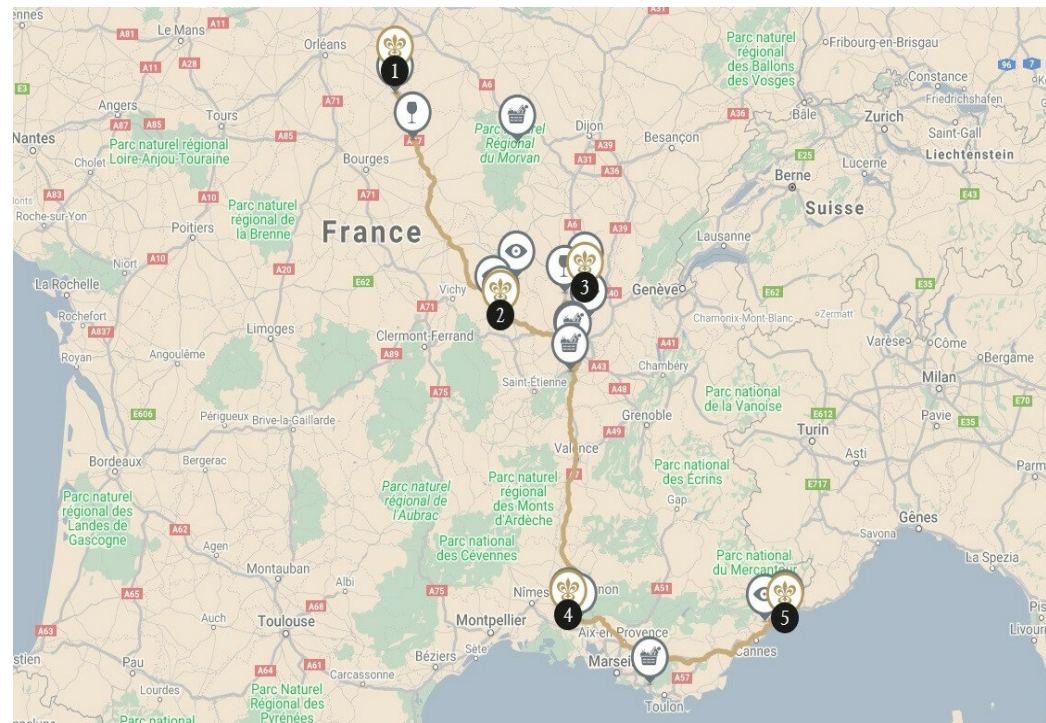 ennes
A81
Le Mans
A11
A11
A28
E3
Orléans
1
A31
Parc naturel
régional
des Ballons
des Vosges
Fribourg-en-Brisgau
96
7
Constance
Friedrichshafen
Nantes
Angers
A87
A85
Tours
A85
Parc naturel régional
Loire-Anjou-Touraine
Cholet
A83
La Roche-sur-Yon
A71
A6
Bourges
Régional
du Morvan
Dijon
A39
A31
A36
Besançon
A36
Bâle
Zurich
Saint-Gall
Liechtenstein
E25
Lucerne
Berne
Suisse
E43
A10
Parc naturel
régional de
la Brenne
Poitiers
A71
France
A20
Niort
A10
La Rochelle
E62
A6
A39
Lausanne
E62
E35
Rochefort
A837
Royan
Vichy
A71
2
3
Genève
Chamonix-Mont-Blanc
Zermatt
Limoges
Clermont-Ferrand
A89
Angoulême
A41
Varèse
Côme
Bergame
A43
Chambéry
Saint-Étienne
A48
Milan
E70
E606
Périgueux
Brive-la-Gaillarde
A75
Grenoble
Parc national
de la Vanoise
E612
Pavie
E35
Turin
A49
Valence
Bordeaux
Bergerac
Parc naturel
régional des
Landes de
Gascogne
Parc naturel
régional de
l'Aubrac
Parc naturel
régional
des Monts
d'Ardèche
A7
Parc national
des Écrins
Gap
Asti
E717
Parm
Gênes
A62
Agen
Parc national
des Cévennes
Savona
La Spezia
Montauban
Albi
A75
Nîmes
4
A51
Parc national
du Mercantour
5
A65
A68
Auch
Toulouse
Montpellier
Aix-en-Provence
Cannes
Pis
Livour
A63
Béziers
Sète
Marsei
A57
Toulon
stien
Pau
A64
A61
Carcassonne
Lourdes
Parc Naturel
Régional des
Pyrénées
Parc national